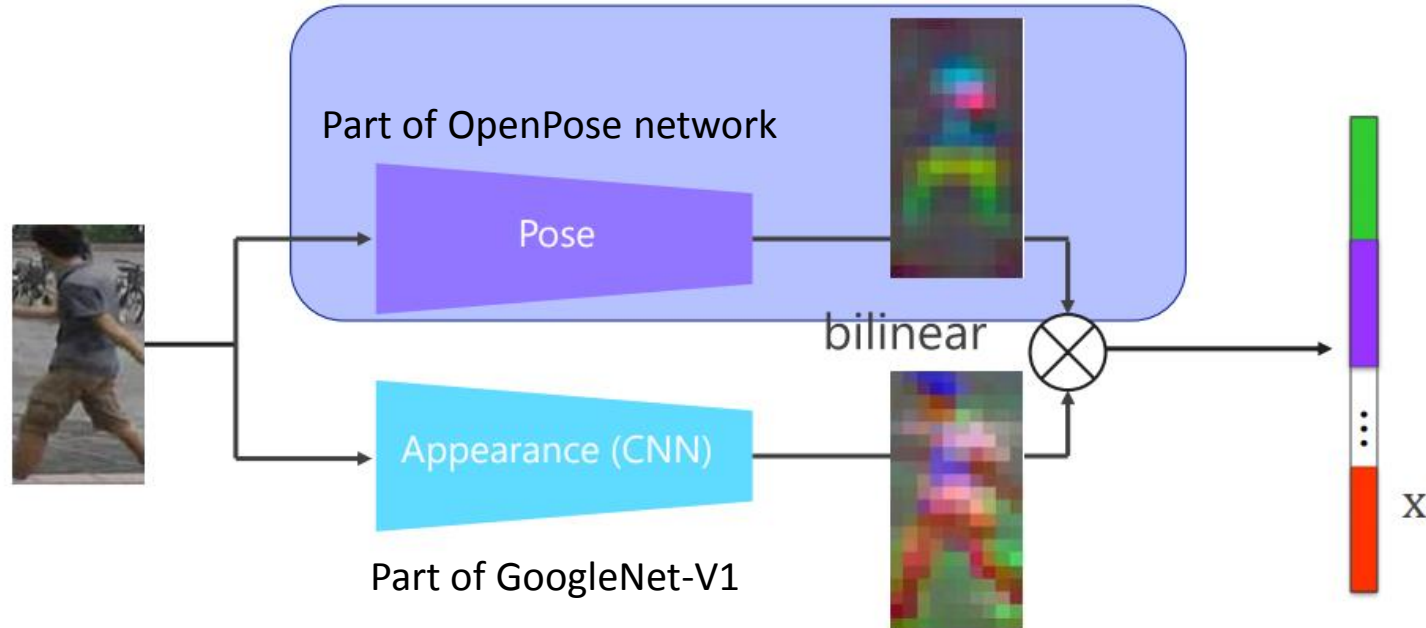 Part of OpenPose network
Pose
bilinear
Appearance (CNN)
Part of GoogleNet-V1
...
x